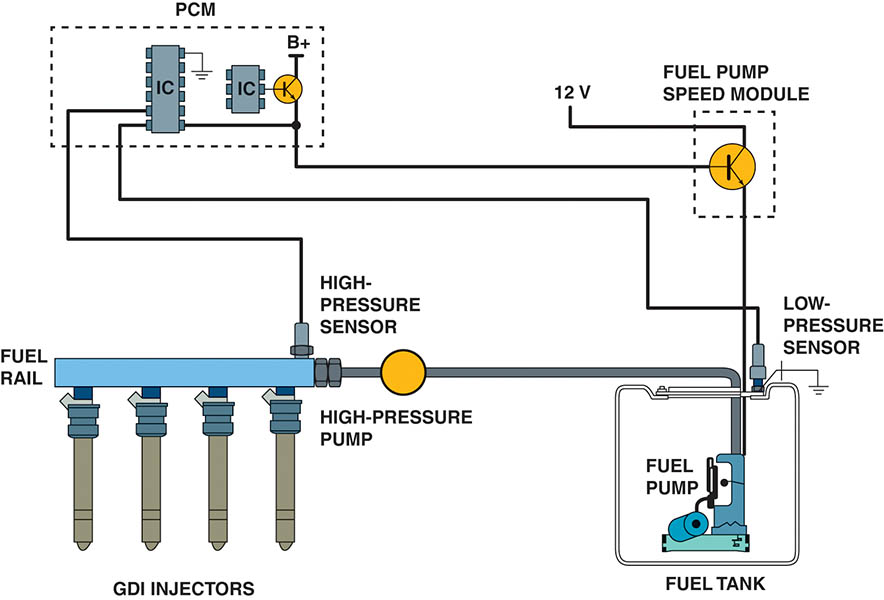 PCM
B+
IC
IC
12 V
FUEL PUMP
SPEED MODULE
HIGH-
PRESSURE
SENSOR
LOW-
PRESSURE
SENSOR
FUEL
RAIL
HIGH-PRESSURE
PUMP
FUEL
PUMP
GDI INJECTORS
FUEL TANK